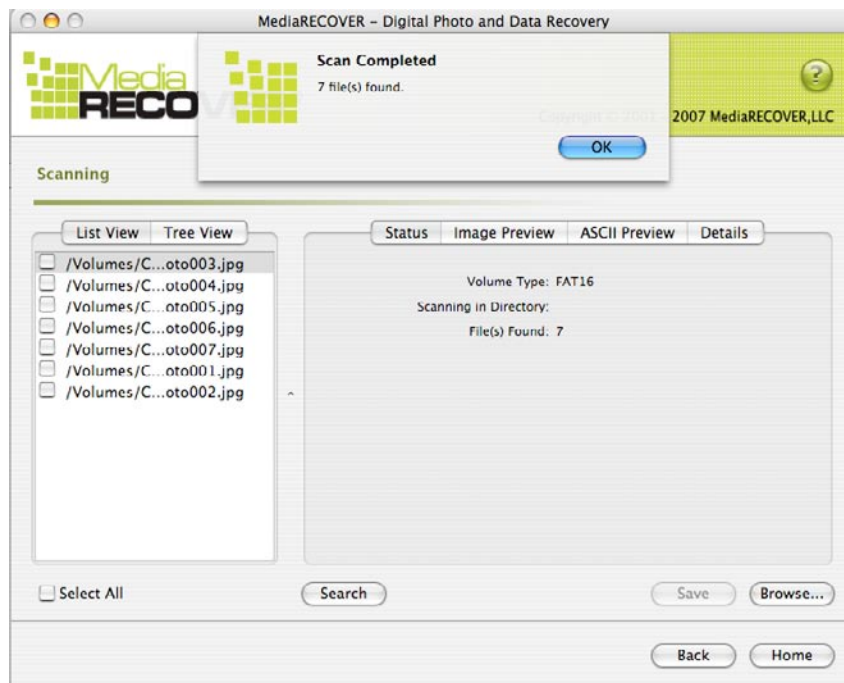 MediaRECOVER – Digital Photo and Data Recovery
Scan Completed
7 file(s) found.
OK
Media
RECOV
?
Copyright © 2001 - 2007 MediaRECOVER,LLC
Scanning
List View
Tree View
/Volumes/C...oto003.jpg
/Volumes/C...oto004.jpg
/Volumes/C...oto005.jpg
/Volumes/C...oto006.jpg
/Volumes/C...oto007.jpg
/Volumes/C...oto001.jpg
/Volumes/C...oto002.jpg
Status
Image Preview
ASCII Preview
Details
Volume Type: FAT16
Scanning in Directory:
File(s) Found: 7
Select All
Search
Save
Browse...
Back
Home